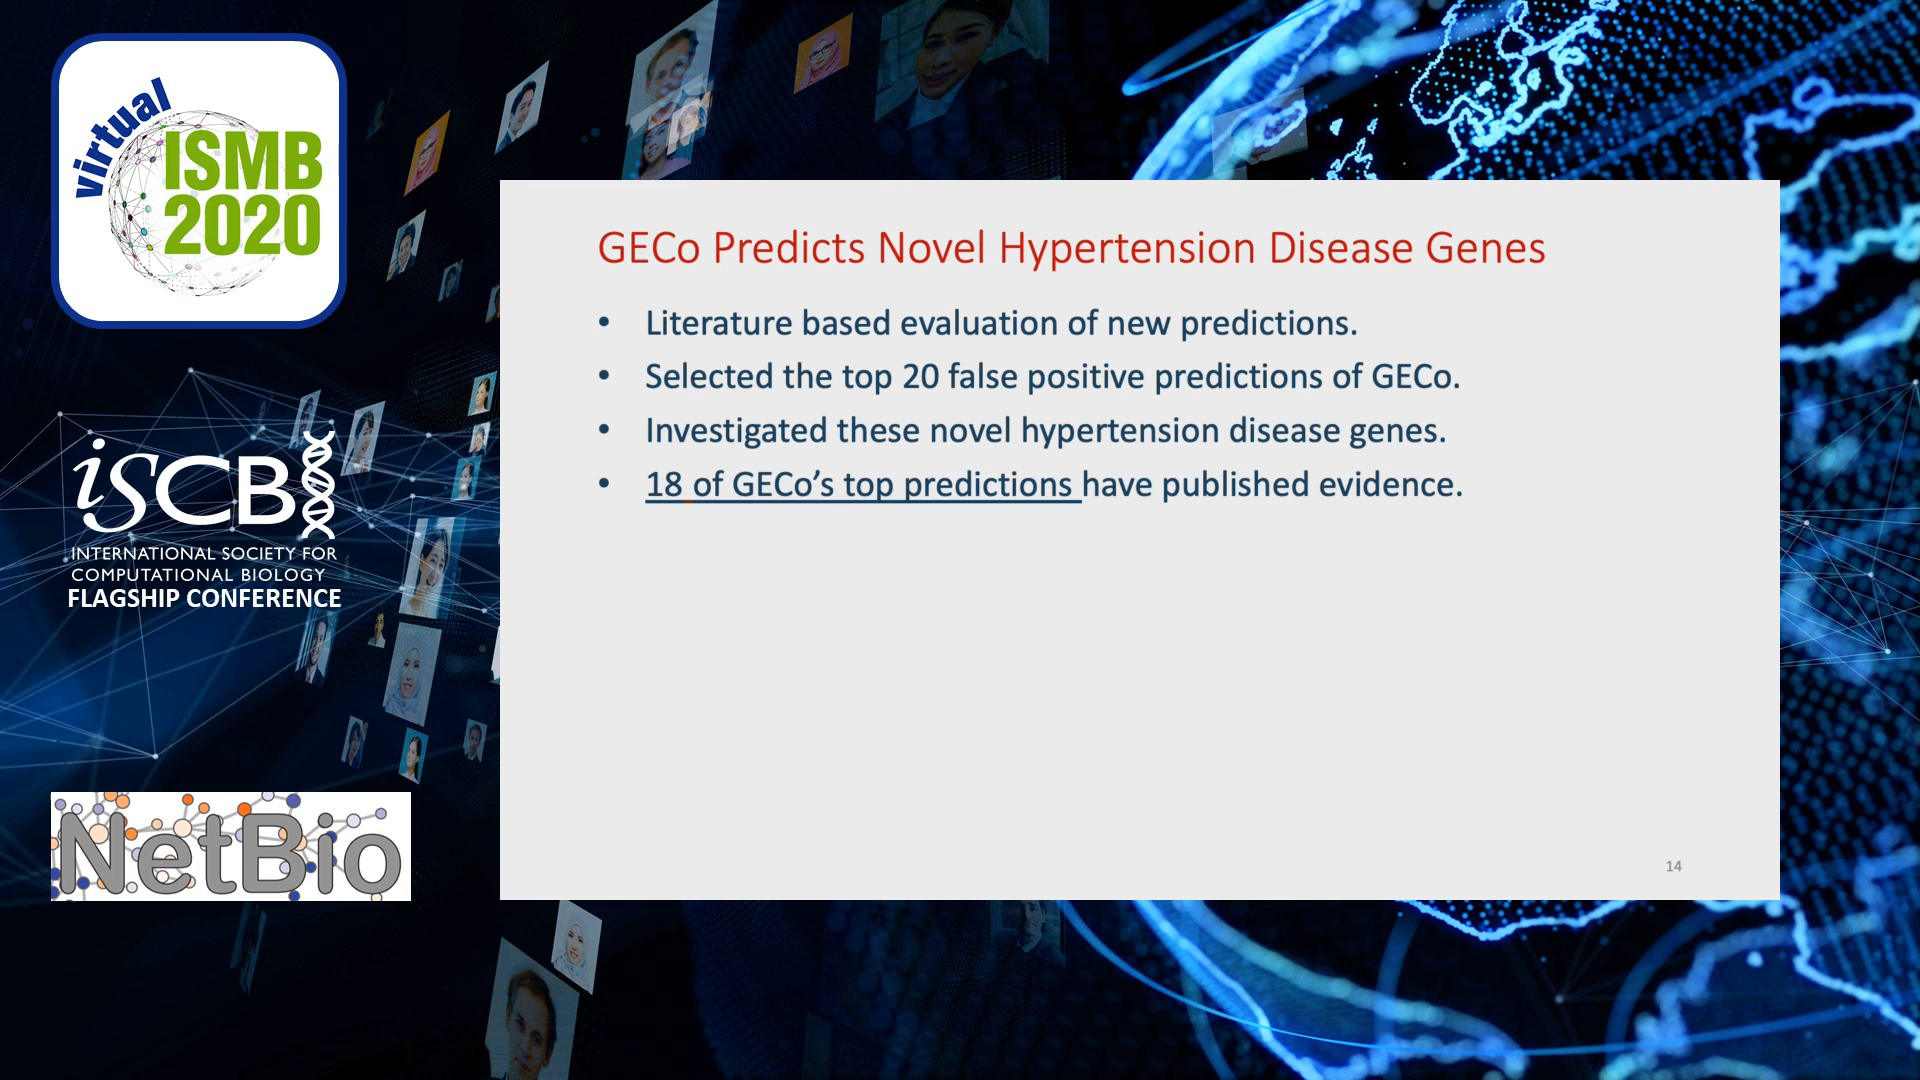 virtual
ISMB
2020
iSCB
INTERNATIONAL SOCIETY FOR
COMPUTATIONAL BIOLOGY
FLAGSHIP CONFERENCE
NetBio
GECo Predicts Novel Hypertension Disease Genes
• Literature based evaluation of new predictions.
• Selected the top 20 false positive predictions of GECo.
• Investigated these novel hypertension disease genes.
• 18 of GECo’s top predictions have published evidence.
14